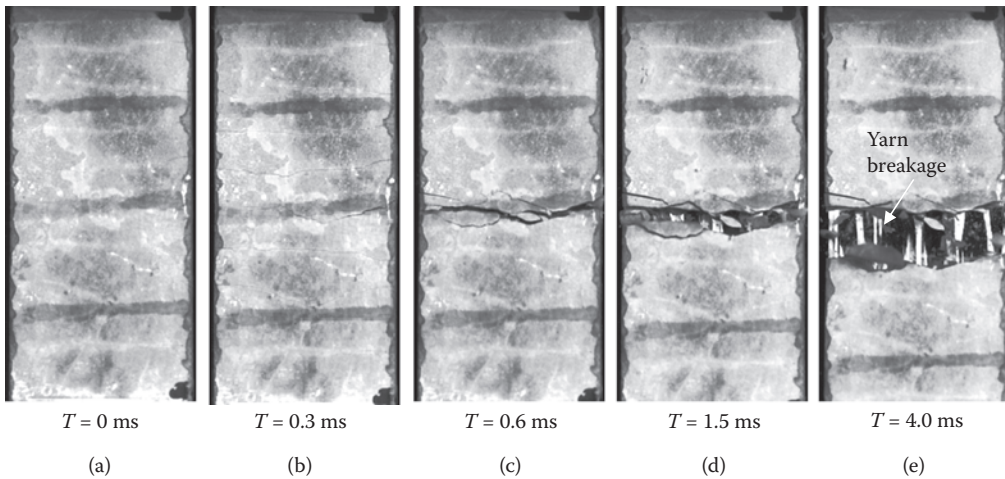 Yarn
breakage
T = 0 ms
T = 0.3 ms
T = 0.6 ms
T = 1.5 ms
T = 4.0 ms
(a)
(b)
(c)
(d)
(e)